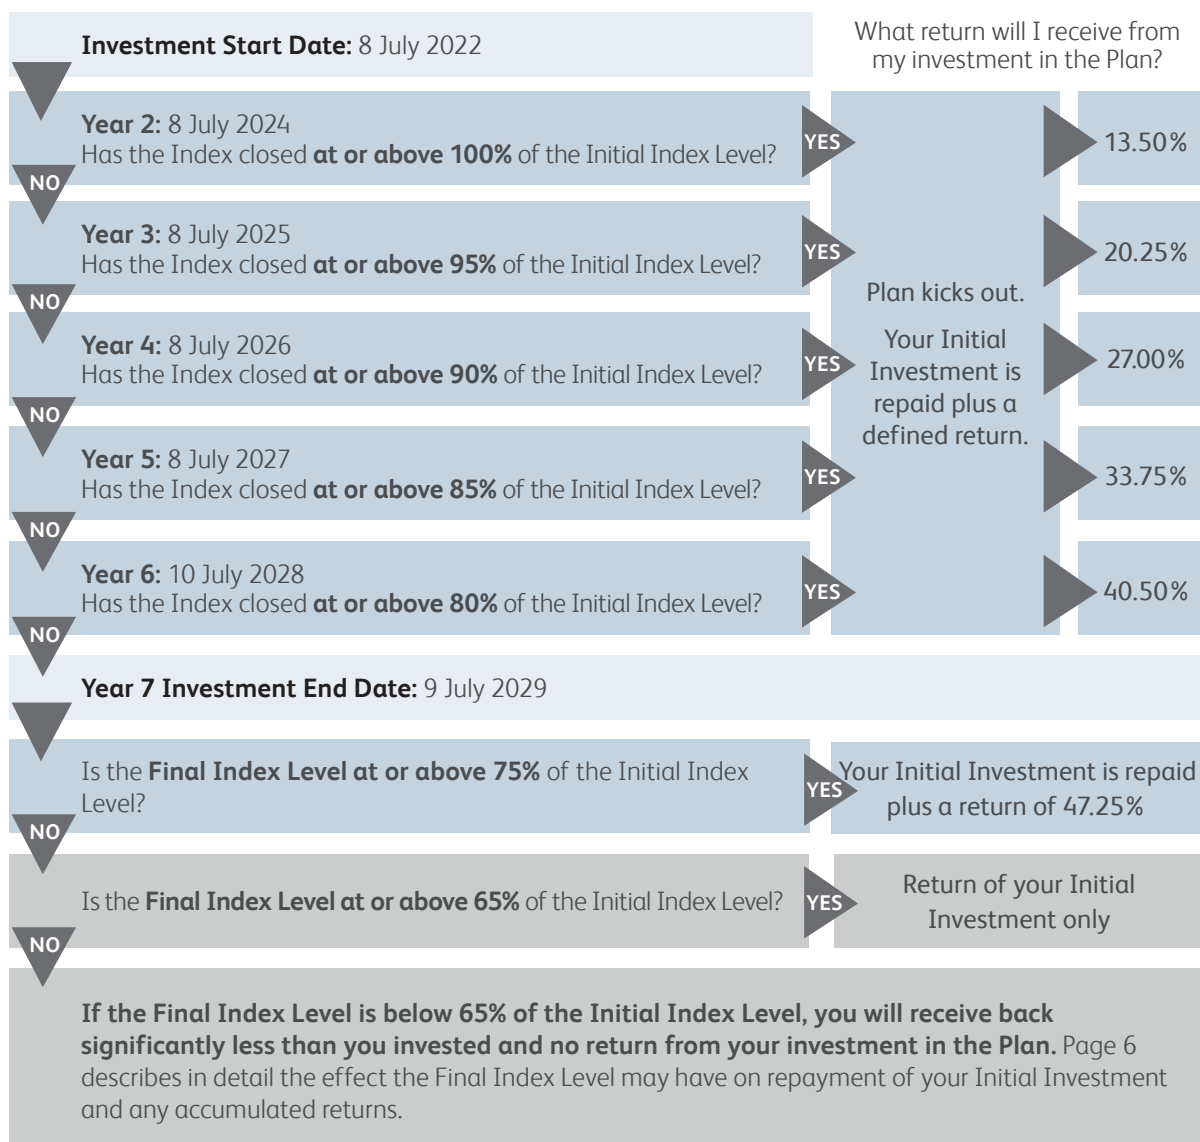 Investment Start Date: 8 July 2022
What return will I receive from
my investment in the Plan?
Year 2: 8 July 2024
Has the Index closed at or above 100% of the Initial Index Level?
YES
13.50%
NO
Year 3: 8 July 2025
Has the Index closed at or above 95% of the Initial Index Level?
YES
20.25%
NO
Year 4: 8 July 2026
Has the Index closed at or above 90% of the Initial Index Level?
YES
27.00%
NO
Year 5: 8 July 2027
Has the Index closed at or above 85% of the Initial Index Level?
YES
33.75%
NO
Year 6: 10 July 2028
Has the Index closed at or above 80% of the Initial Index Level?
YES
40.50%
NO
Plan kicks out.
Your Initial
Investment is
repaid plus a
defined return.
Year 7 Investment End Date: 9 July 2029
Is the Final Index Level at or above 75% of the Initial Index
Level?
YES
Your Initial Investment is repaid
plus a return of 47.25%
NO
Is the Final Index Level at or above 65% of the Initial Index Level?
YES
Return of your Initial
Investment only
NO
If the Final Index Level is below 65% of the Initial Index Level, you will receive back
significantly less than you invested and no return from your investment in the Plan. Page 6
describes in detail the effect the Final Index Level may have on repayment of your Initial Investment
and any accumulated returns.